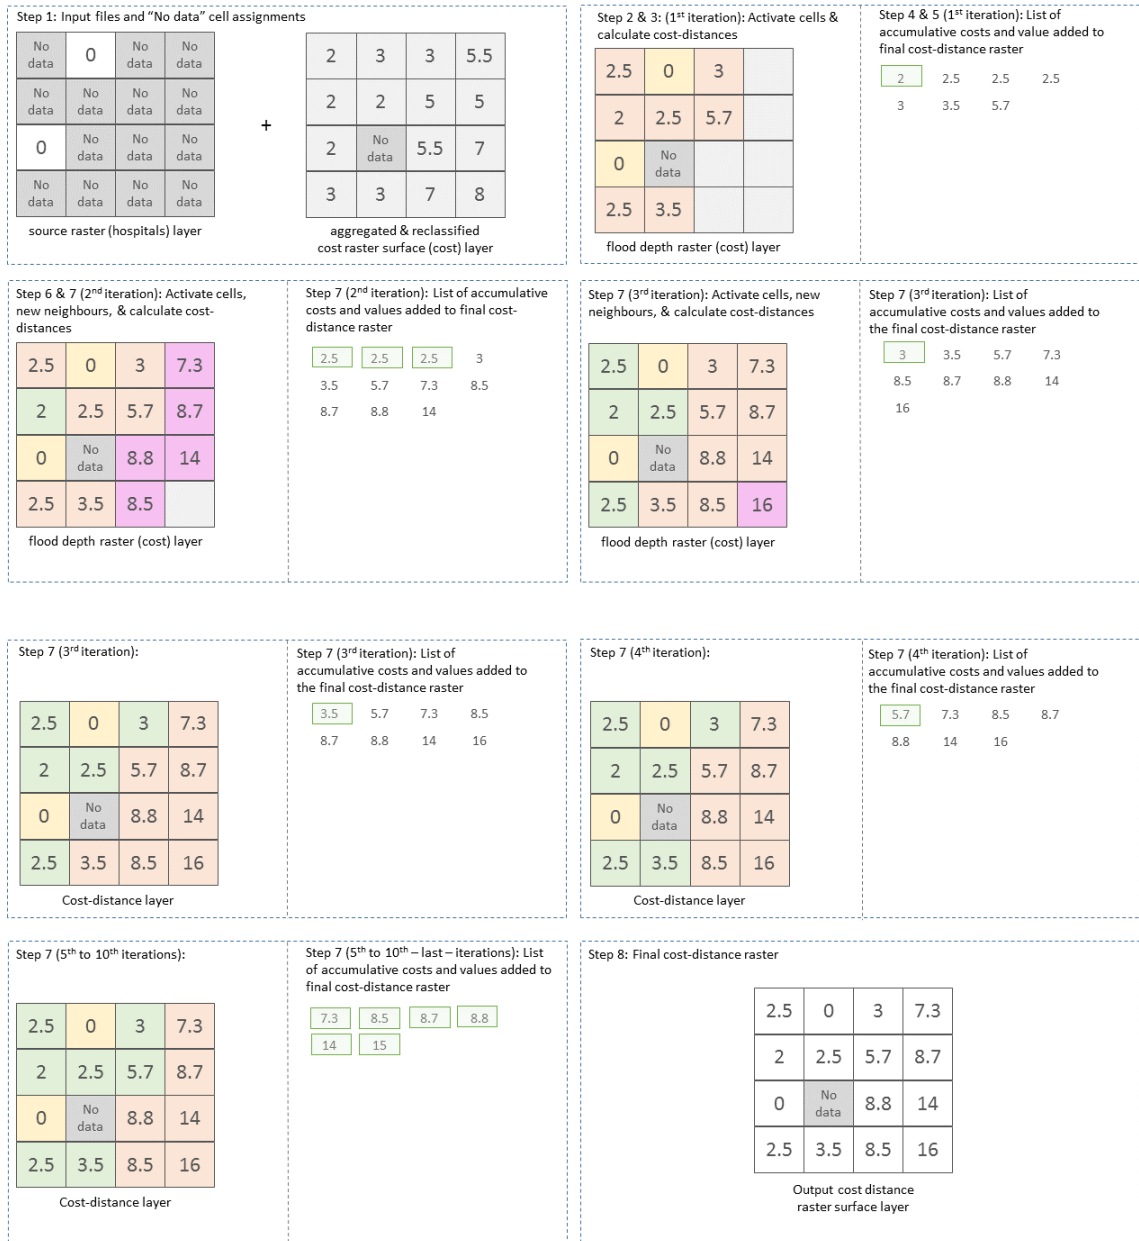 Step 1: Input files and “No data” cell assignments
No data 0 No data No data
No data No data No data No data
0 No data No data No data
No data No data No data No data
source raster (hospitals) layer
+
2 3 3 5.5
2 2 5 5
2 No data 5.5 7
3 3 7 8
aggregated & reclassified
cost raster surface (cost) layer
Step 2 & 3: (1st iteration): Activate cells &
calculate cost-distances
2.5 0 3
2 2.5 5.7
0 No data
2.5 3.5
flood depth raster (cost) layer
Step 4 & 5 (1st iteration): List of
accumulative costs and value added to
final cost-distance raster
2 2.5 2.5 2.5
3 3.5 5.7
Step 6 & 7 (2nd iteration): Activate cells,
new neighbours, & calculate cost-
distances
2.5 0 3 7.3
2 2.5 5.7 8.7
0 No data 8.8 14
2.5 3.5 8.5
flood depth raster (cost) layer
Step 7 (2nd iteration): List of accumulative
costs and values added to final cost-
distance raster
2.5 2.5 2.5 3
3.5 5.7 7.3 8.5
8.7 8.8 14
Step 7 (3rd iteration): Activate cells, new
neighbours, & calculate cost-distances
2.5 0 3 7.3
2 2.5 5.7 8.7
0 No data 8.8 14
2.5 3.5 8.5 16
flood depth raster (cost) layer
Step 7 (3rd iteration): List of
accumulative costs and values added to
the final cost-distance raster
3 3.5 5.7 7.3
8.5 8.7 8.8 14
16
Step 7 (3rd iteration):
2.5 0 3 7.3
2 2.5 5.7 8.7
0 No data 8.8 14
2.5 3.5 8.5 16
Cost-distance layer
Step 7 (3rd iteration): List of
accumulative costs and values added to
the final cost-distance raster
3.5 5.7 7.3 8.5
8.7 8.8 14 16
Step 7 (4th iteration):
2.5 0 3 7.3
2 2.5 5.7 8.7
0 No data 8.8 14
2.5 3.5 8.5 16
Cost-distance layer
Step 7 (4th iteration): List of
accumulative costs and values added to
the final cost-distance raster
5.7 7.3 8.5 8.7
8.8 14 16
Step 7 (5th to 10th iterations):
2.5 0 3 7.3
2 2.5 5.7 8.7
0 No data 8.8 14
2.5 3.5 8.5 16
Cost-distance layer
Step 7 (5th to 10th – last – iterations): List
of accumulative costs and values added to
final cost-distance raster
7.3 8.5 8.7 8.8
14 15
Step 8: Final cost-distance raster
2.5 0 3 7.3
2 2.5 5.7 8.7
0 No data 8.8 14
2.5 3.5 8.5 16
Output cost distance
raster surface layer